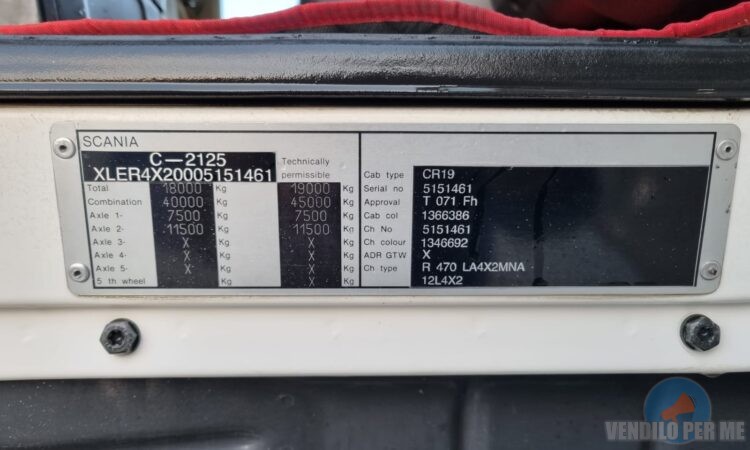 SCANIA
C-2125
XLER4X20005151461
Technically
permissible
Total 18000 Kg 19000 Kg
Combination 40000 Kg 45000 Kg
Axle 1- 7500 Kg 7500 Kg
Axle 2- 11500 Kg 11500 Kg
Axle 3- X Kg X Kg
Axle 4- X Kg X Kg
Axle 5- X Kg X Kg
5 th wheel Kg Kg
Cab type CR19
Serial no 5151461
Approval T 071 Fh
Cab col 1366386
Ch No 5151461
Ch colour 1346692
ADR GTW X
Ch type R 470 LA4X2MNA
12L4X2
VENDILO PER ME